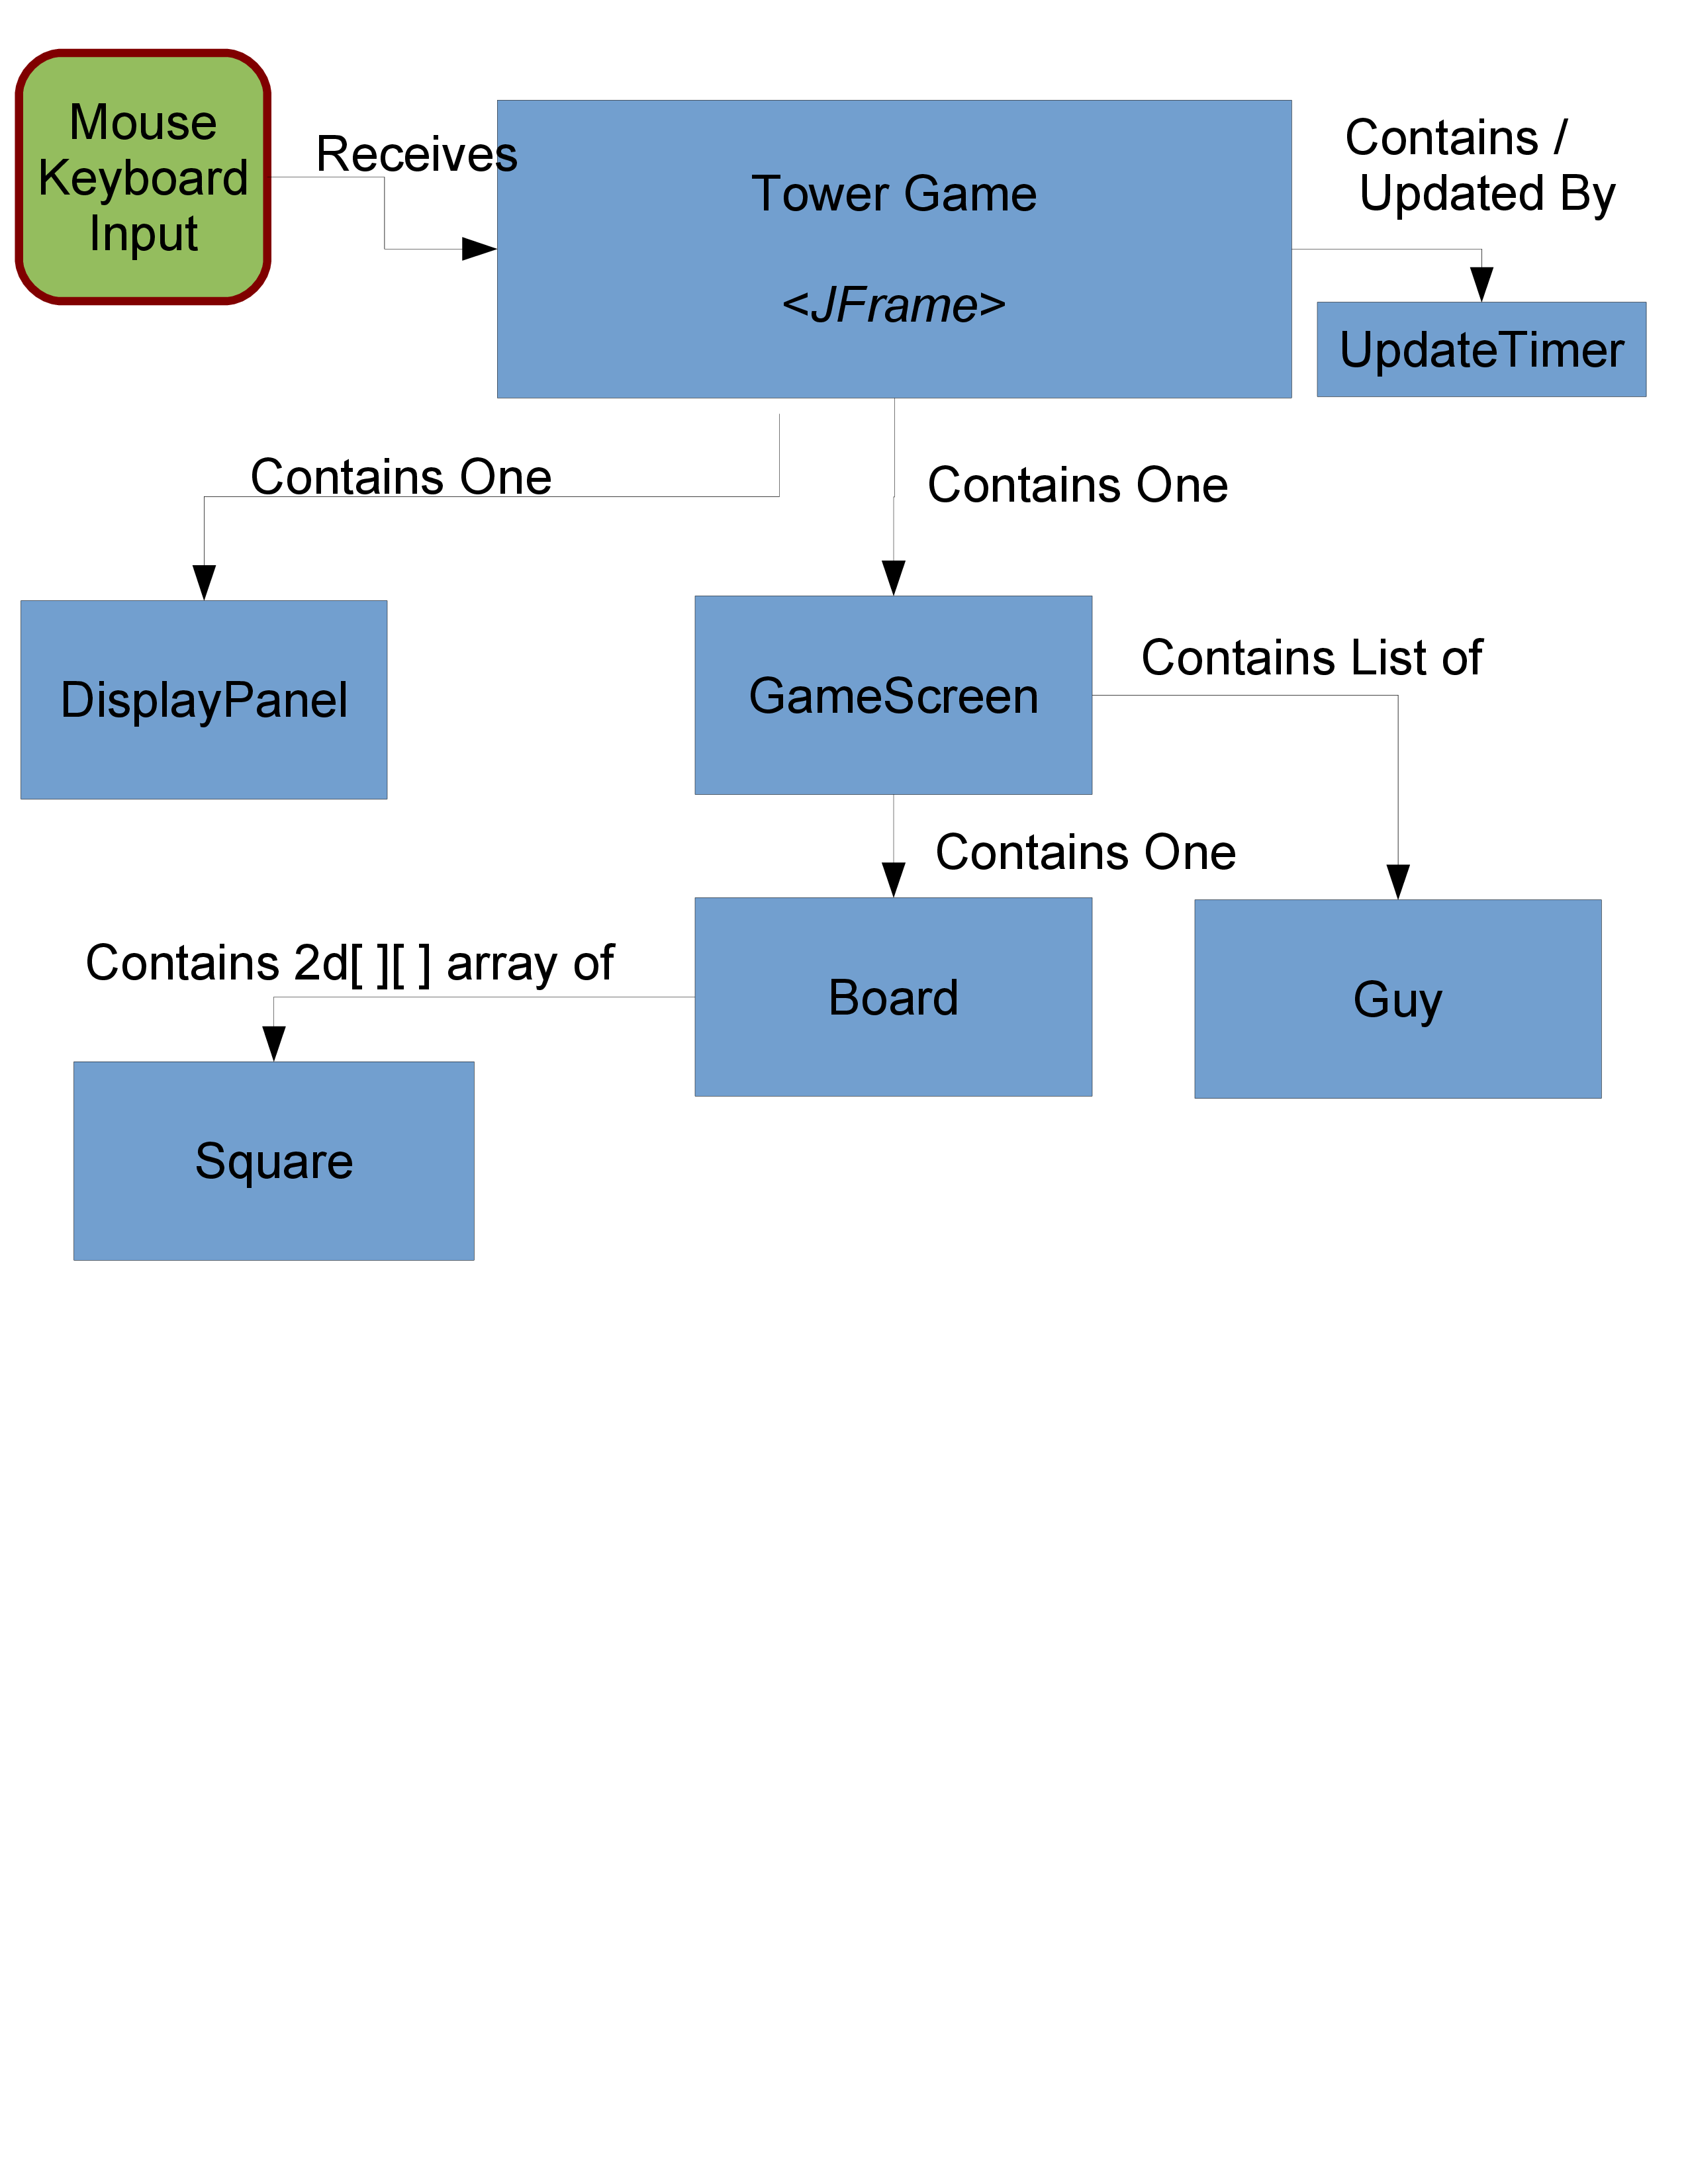 Mouse
Keyboard
Input
Receives
Tower Game
<JFrame>
Contains /
Updated By
UpdateTimer
Contains One
Contains One
DisplayPanel
GameScreen
Contains List of
Contains One
Contains 2d[ ][ ] array of
Board
Guy
Square